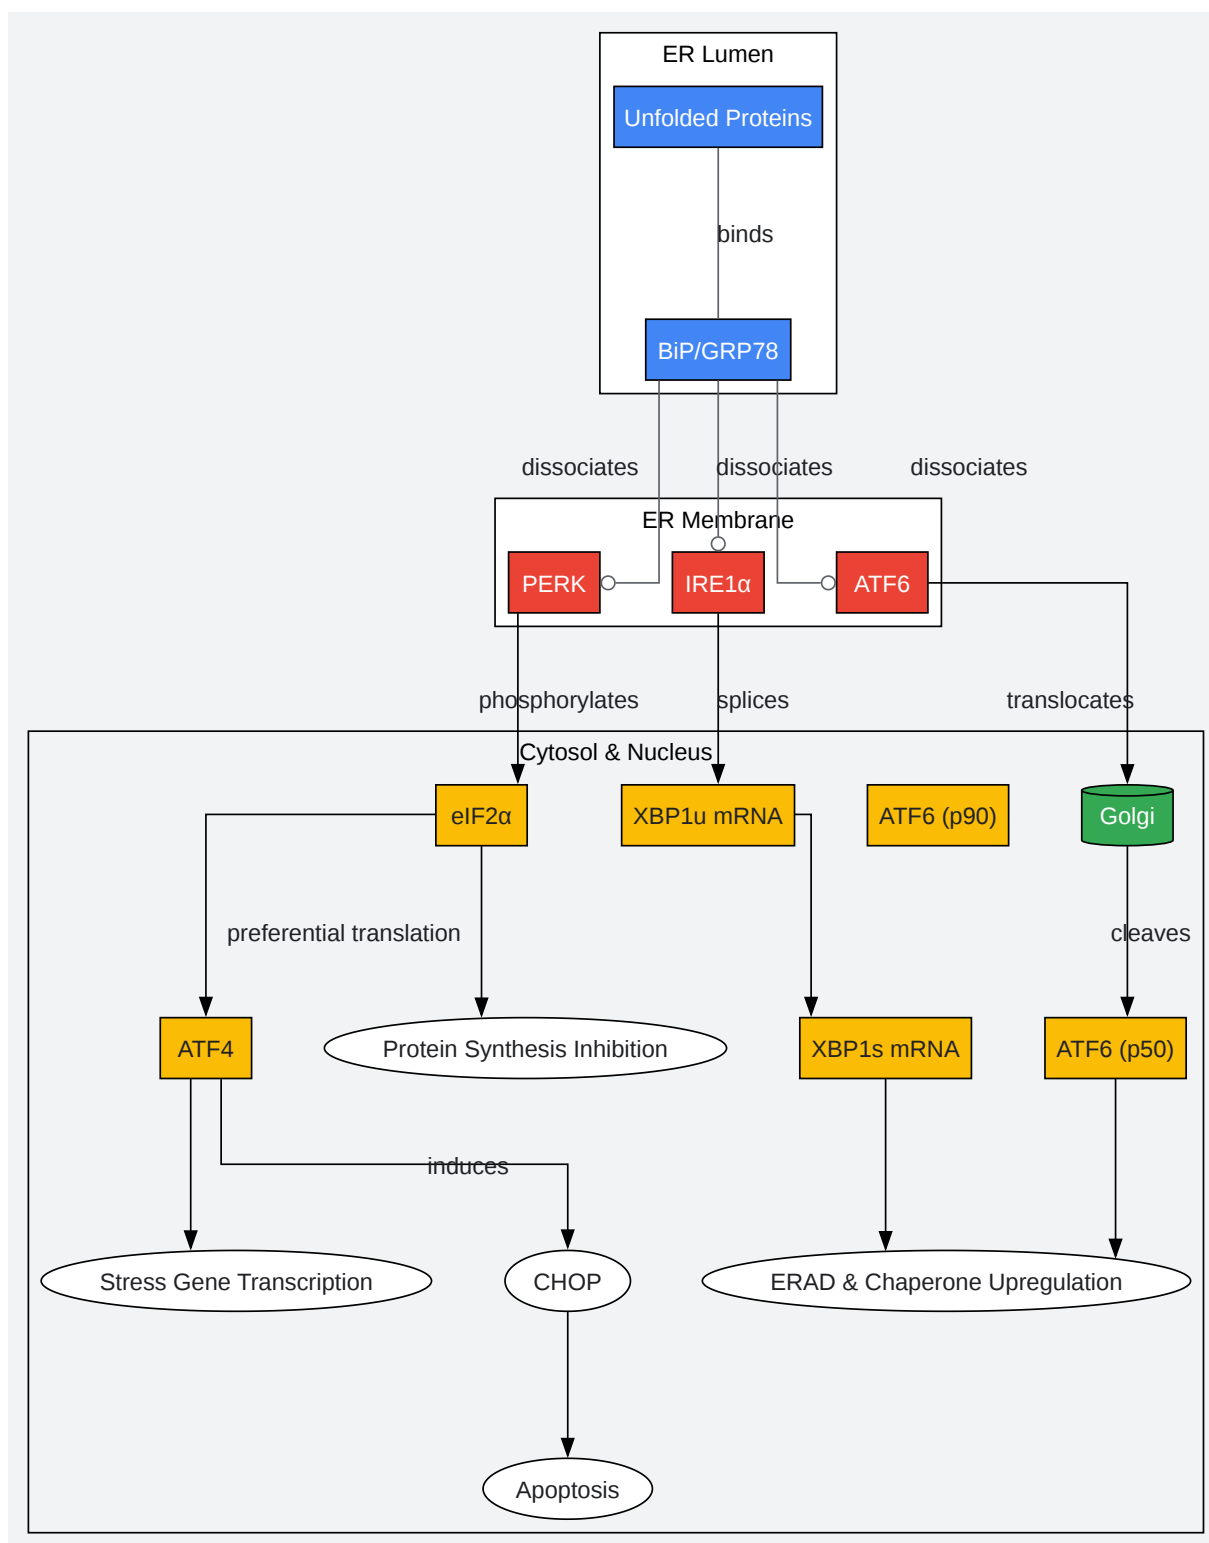 ER Lumen
Unfolded Proteins
binds
BiP/GRP78
dissociates
dissociates
dissociates
ER Membrane
PERK
IRE1α
ATF6
phosphorylates
splices
translocates
Cytosol & Nucleus
eIF2α
XBP1u mRNA
ATF6 (p90)
Golgi
preferential translation
cleaves
ATF4
Protein Synthesis Inhibition
XBP1s mRNA
ATF6 (p50)
induces
Stress Gene Transcription
CHOP
ERAD & Chaperone Upregulation
Apoptosis